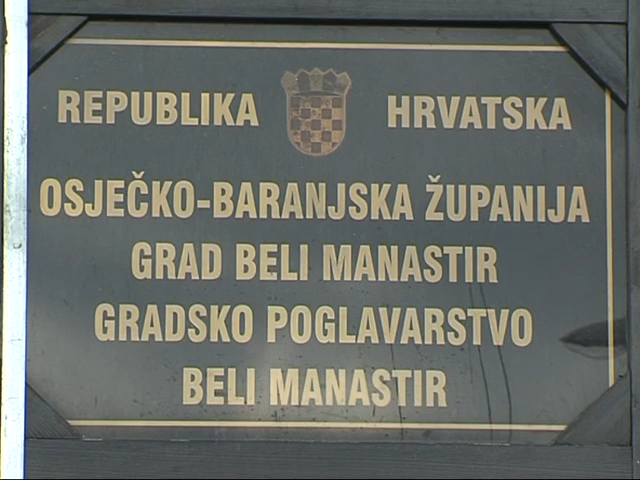 REPUBLIKA HRVATSKA
OSJEČKO-BARANJSKA ŽUPANIJA
GRAD BELI MANASTIR
GRADSKO POGLAVARSTVO
BELI MANASTIR